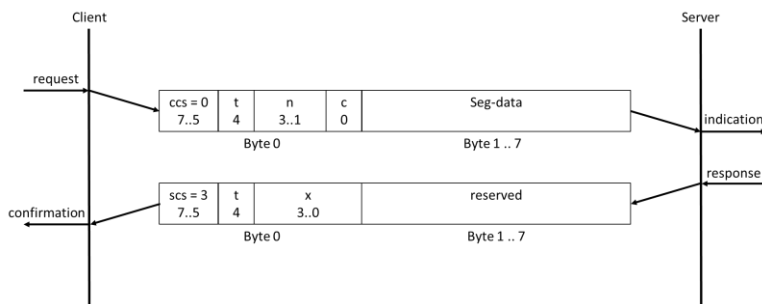 Client Server
request
ccs = 0 t n c Seg-data
7..5 4 3..1 0
indication
Byte 0 Byte 1 .. 7
response
scs = 3 t x reserved
7..5 4 3..0
confirmation
Byte 0 Byte 1 .. 7